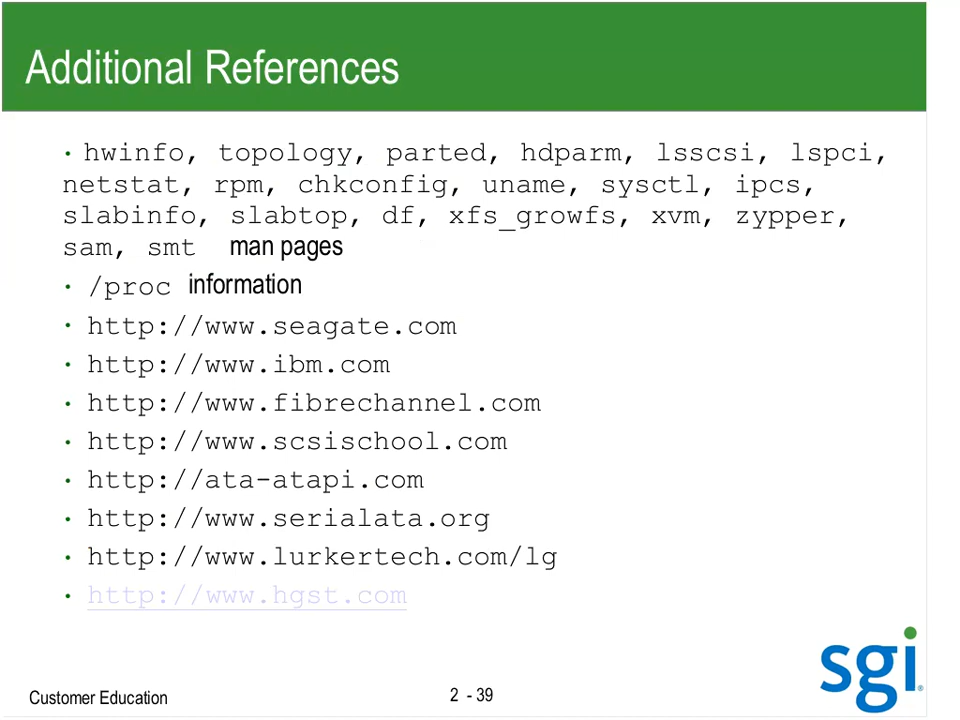 Additional References
• hwinfo, topology, parted, hdparm, lsscsi, lspci,
netstat, rpm, chkconfig, uname, sysctl, ipcs,
slabinfo, slabtop, df, xfs_growfs, xvm, zypper,
sam, smt man pages
• /proc information
• http://www.seagate.com
• http://www.ibm.com
• http://www.fibrechannel.com
• http://www.scsischool.com
• http://ata-atapi.com
• http://www.serialata.org
• http://www.lurkertech.com/lg
• http://www.hgst.com
sgi®
Customer Education
2 - 39